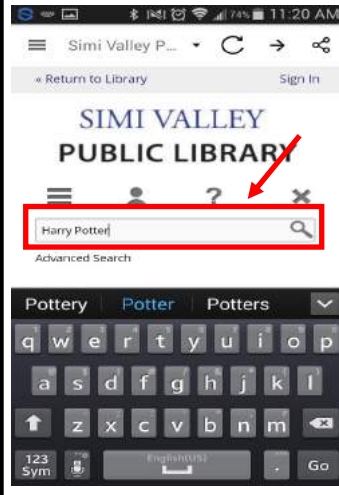 74% 11:20 AM
Simi Valley P...
« Return to Library Sign In
SIMI VALLEY
PUBLIC LIBRARY
?
Harry Potter
Advanced Search
Pottery Potter Potters
q w e r t y u i o p
a s d f g h j k l
z x c v b n m
123
Sym English(US) . Go